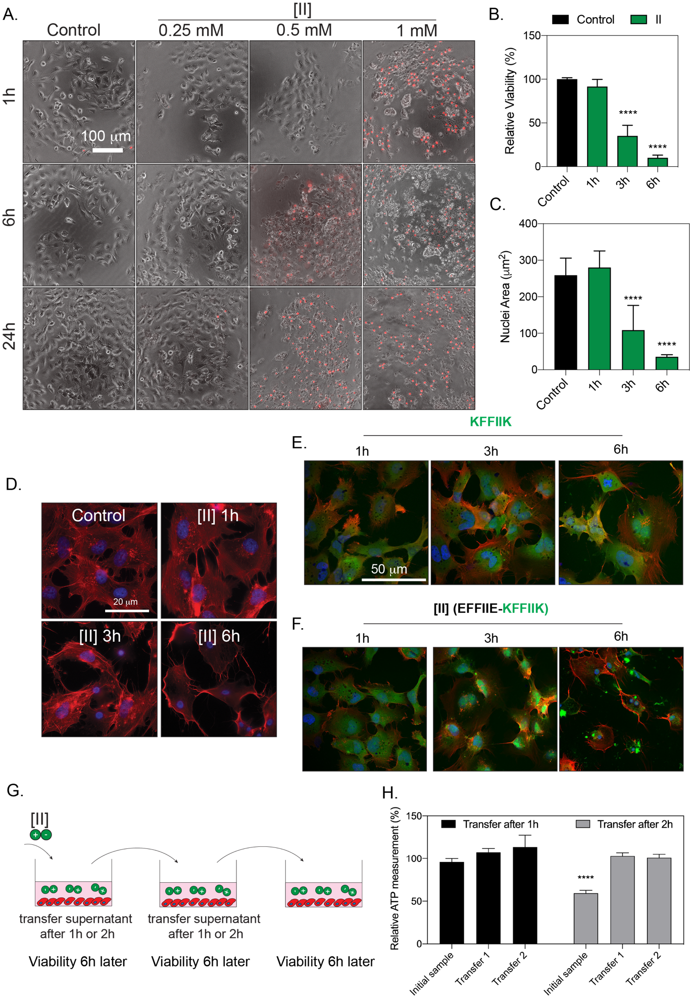 A.
[II]
Control
0.25 mM
0.5 mM
1 mM
1h
100 μm
6h
24h
B.
Control
II
Relative Viability (%)
150
100
50
0
****
****
Control
1h
3h
6h
C.
Nuclei Area (μm2)
400
300
200
100
0
****
****
Control
1h
3h
6h
D.
Control
[II] 1h
20 μm
[II] 3h
[II] 6h
KFFIIK
E.
1h
3h
6h
50 μm
[II] (EFFIIE-KFFIIK)
F.
1h
3h
6h
G.
[II]
+ -
- + - + - +
- + - + - +
- + - + - +
transfer supernatant
after 1h or 2h
transfer supernatant
after 1h or 2h
Viability 6h later
Viability 6h later
Viability 6h later
H.
Relative ATP measurement (%)
150
100
50
0
Transfer after 1h
Transfer after 2h
****
Initial sample
Transfer 1
Transfer 2
Initial sample
Transfer 1
Transfer 2